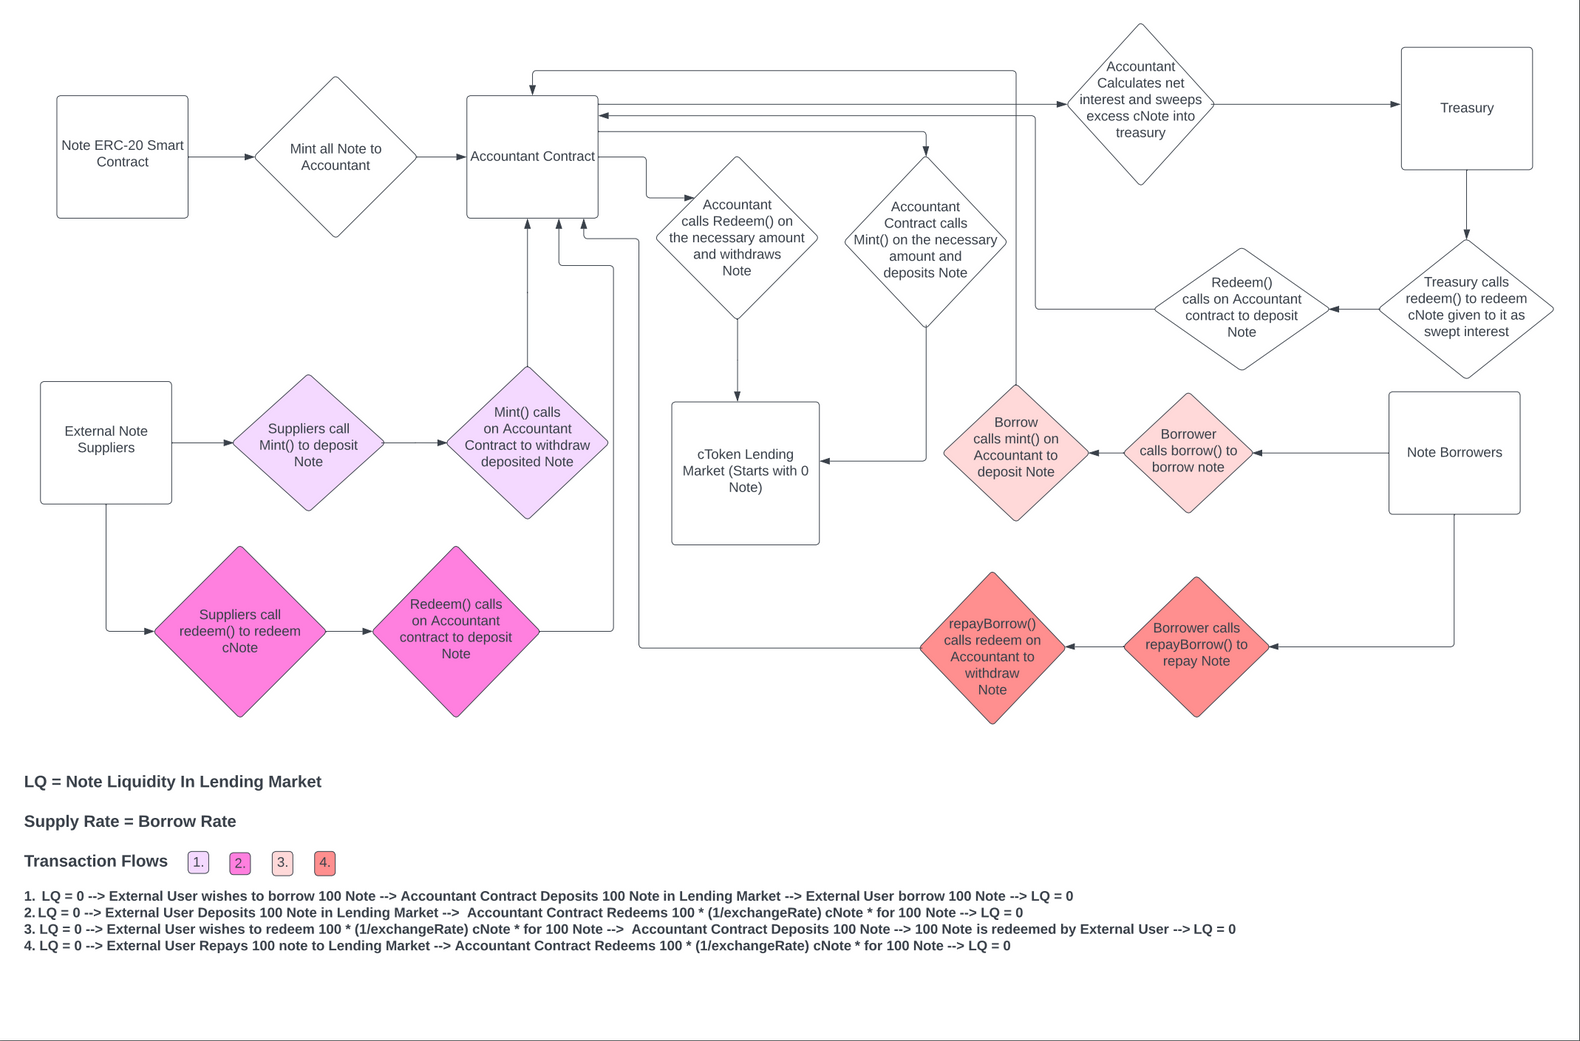 Note ERC-20 Smart
Contract
Mint all Note to
Accountant
Accountant Contract
Accountant
Calculates net
interest and sweeps
excess cNote into
treasury
Treasury
Accountant
calls Redeem() on
the necessary amount
and withdraws
Note
Accountant
Contract calls
Mint() on the necessary
amount and
deposits Note
Redeem()
calls on Accountant
contract to deposit
Note
Treasury calls
redeem() to redeem
cNote given to it as
swept interest
External Note
Suppliers
Suppliers call
Mint() to deposit
Note
Mint() calls
on Accountant
Contract to withdraw
deposited Note
cToken Lending
Market (Starts with 0
Note)
Borrow
calls mint() on
Accountant to
deposit Note
Borrower
calls borrow() to
borrow note
Note Borrowers
Suppliers call
redeem() to redeem
cNote
Redeem() calls
on Accountant
contract to deposit
Note
repayBorrow()
calls redeem on
Accountant to
withdraw
Note
Borrower calls
repayBorrow() to
repay Note
LQ = Note Liquidity In Lending Market
Supply Rate = Borrow Rate
Transaction Flows 1. 2. 3. 4.
1. LQ = 0 --> External User wishes to borrow 100 Note --> Accountant Contract Deposits 100 Note in Lending Market --> External User borrow 100 Note --> LQ = 0
2. LQ = 0 --> External User Deposits 100 Note in Lending Market --> Accountant Contract Redeems 100 * (1/exchangeRate) cNote * for 100 Note --> LQ = 0
3. LQ = 0 --> External User wishes to redeem 100 * (1/exchangeRate) cNote * for 100 Note --> Accountant Contract Deposits 100 Note --> 100 Note is redeemed by External User --> LQ = 0
4. LQ = 0 --> External User Repays 100 note to Lending Market --> Accountant Contract Redeems 100 * (1/exchangeRate) cNote * for 100 Note --> LQ = 0